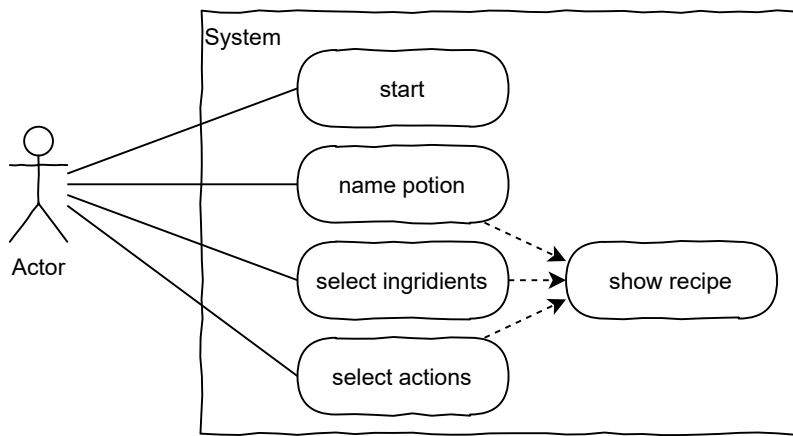 System
start
name potion
select ingridients
show recipe
select actions
Actor